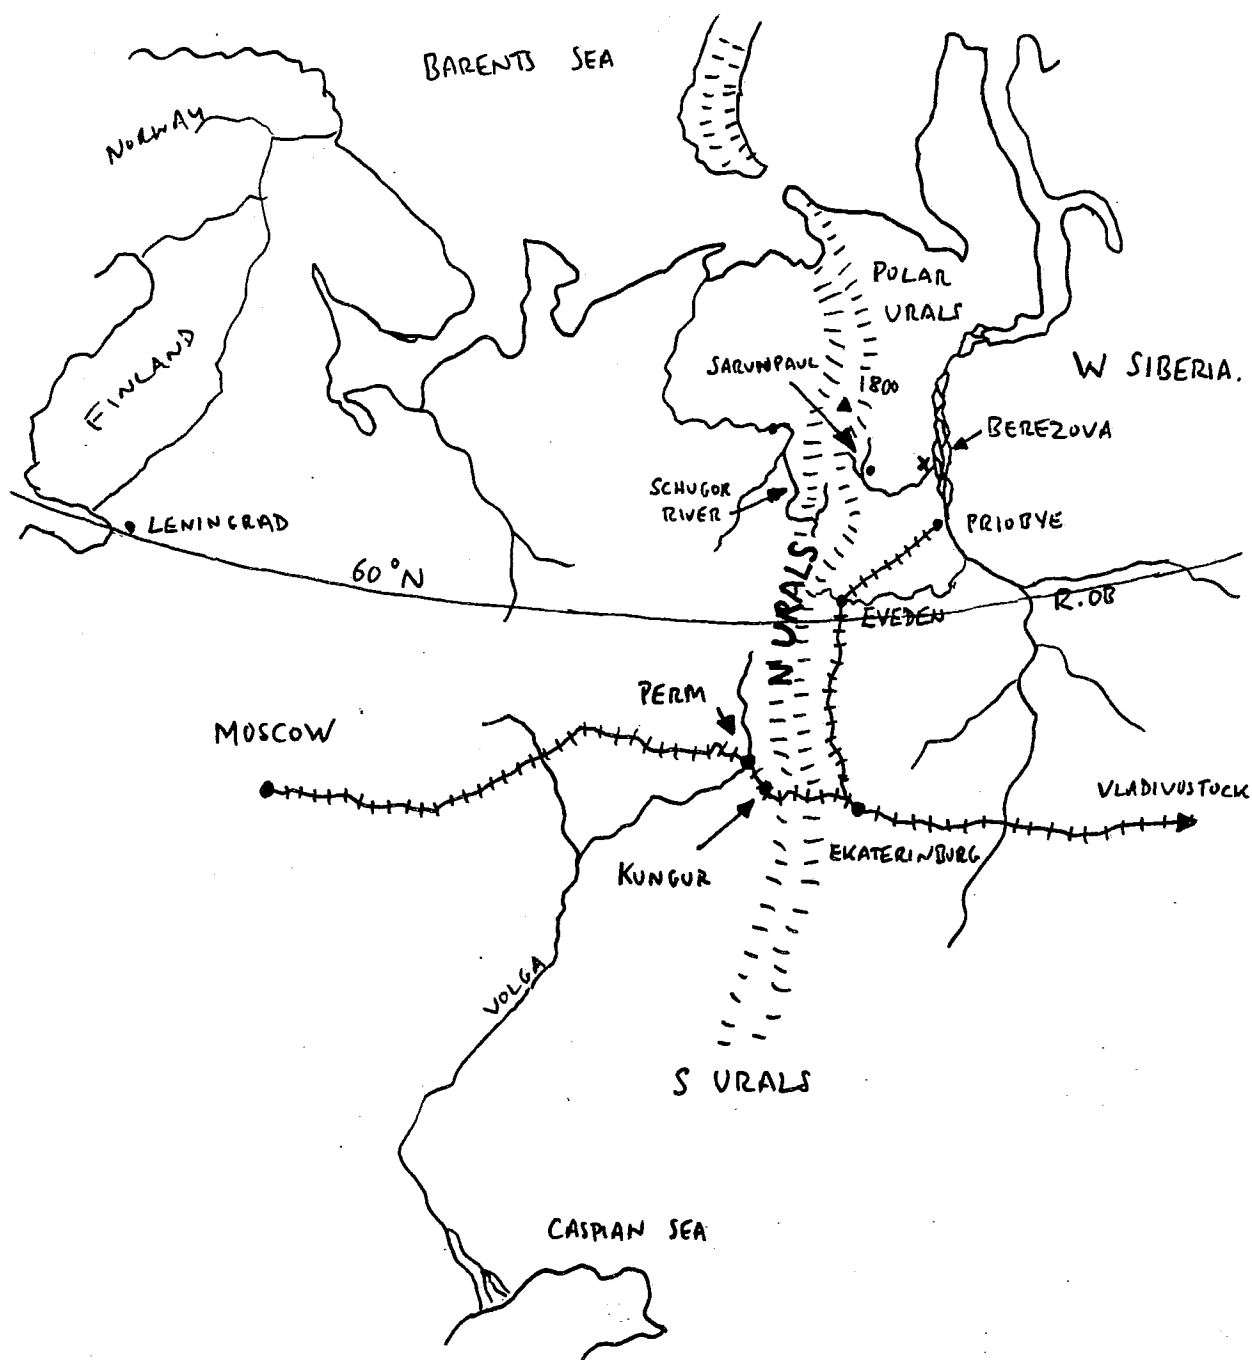 BARENTS SEA
NORWAY
POLAR
URALS
FINLAND
SARUNPAUL
1800
W SIBERIA.
BEREZOVA
SCHUGOR
RIVER
LENINGRAD
PRIOBYE
60°N
N URALS
EVEDEN
R.OB
PERM
MOSCOW
VLADIVOSTOCK
EKATERINBURG
KUNGUR
VOLGA
S URALS
CASPIAN SEA